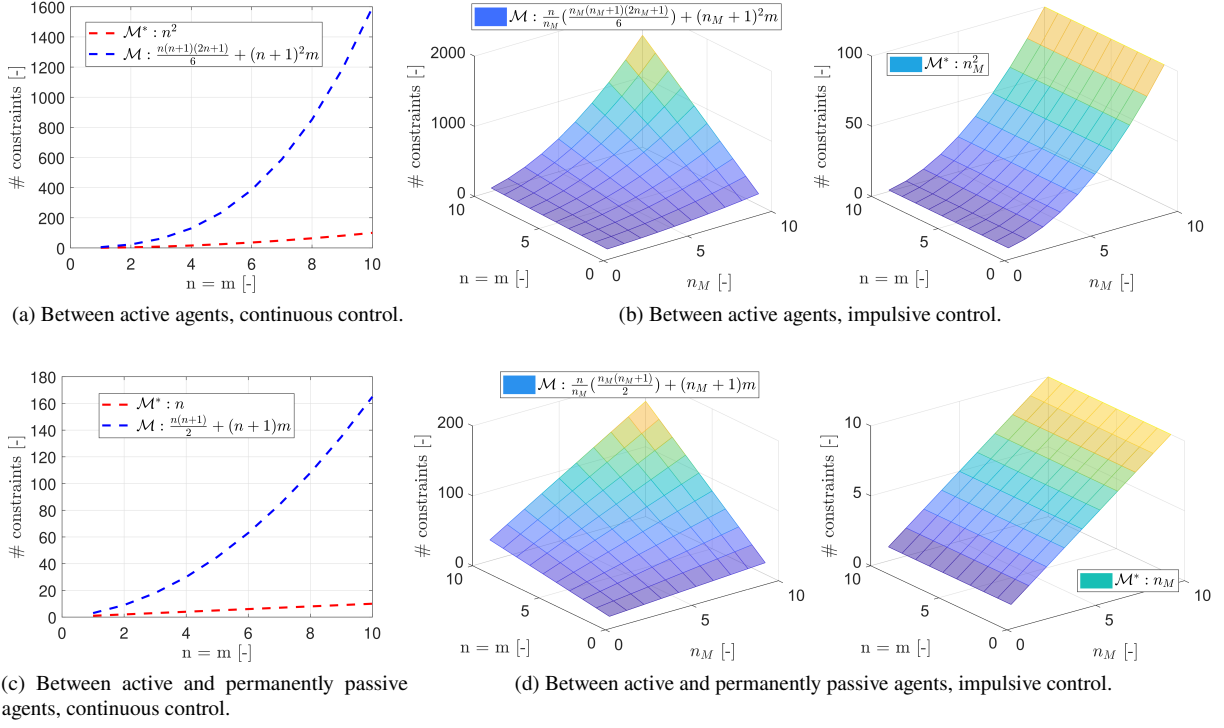 1600
1400
1200
1000
800
600
400
200
0
# constraints [-]
𝓜* : n²
𝓜 : n(n+1)(2n+1)/6 + (n + 1)²m
0 2 4 6 8 10
n = m [-]
(a) Between active agents, continuous control.
𝓜 : n/n_M (n_M(n_M+1)(2n_M+1)/6) + (n_M + 1)²m
2000
1000
0
# constraints [-]
10
5
0
n = m [-]
0
5
10
n_M [-]
𝓜* : n_M²
100
50
0
# constraints [-]
10
5
0
n = m [-]
0
5
10
n_M [-]
(b) Between active agents, impulsive control.
180
160
140
120
100
80
60
40
20
0
# constraints [-]
𝓜* : n
𝓜 : n(n+1)/2 + (n + 1)m
0 2 4 6 8 10
n = m [-]
(c) Between active and permanently passive
agents, continuous control.
𝓜 : n/n_M (n_M(n_M+1)/2) + (n_M + 1)m
200
100
0
# constraints [-]
10
5
0
n = m [-]
0
5
10
n_M [-]
10
5
0
# constraints [-]
𝓜* : n_M
10
5
0
n = m [-]
0
5
10
n_M [-]
(d) Between active and permanently passive agents, impulsive control.